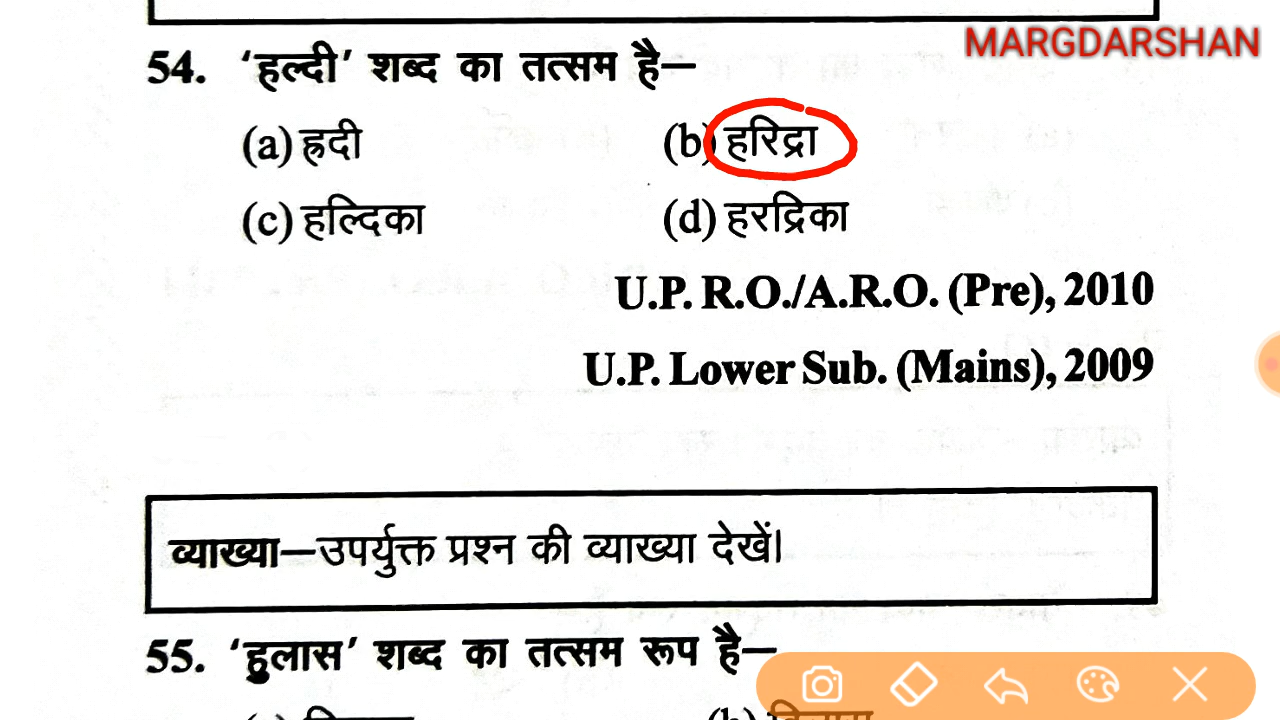 MARGDARSHAN
54. ‘हल्दी’ शब्द का तत्सम है—
(a) ह्रदी (b) हरिद्रा
(c) हल्दिका (d) हरद्रिका
U.P. R.O./A.R.O. (Pre), 2010
U.P. Lower Sub. (Mains), 2009
व्याख्या—उपर्युक्त प्रश्न की व्याख्या देखें।
55. ‘हुलास’ शब्द का तत्सम रूप है—